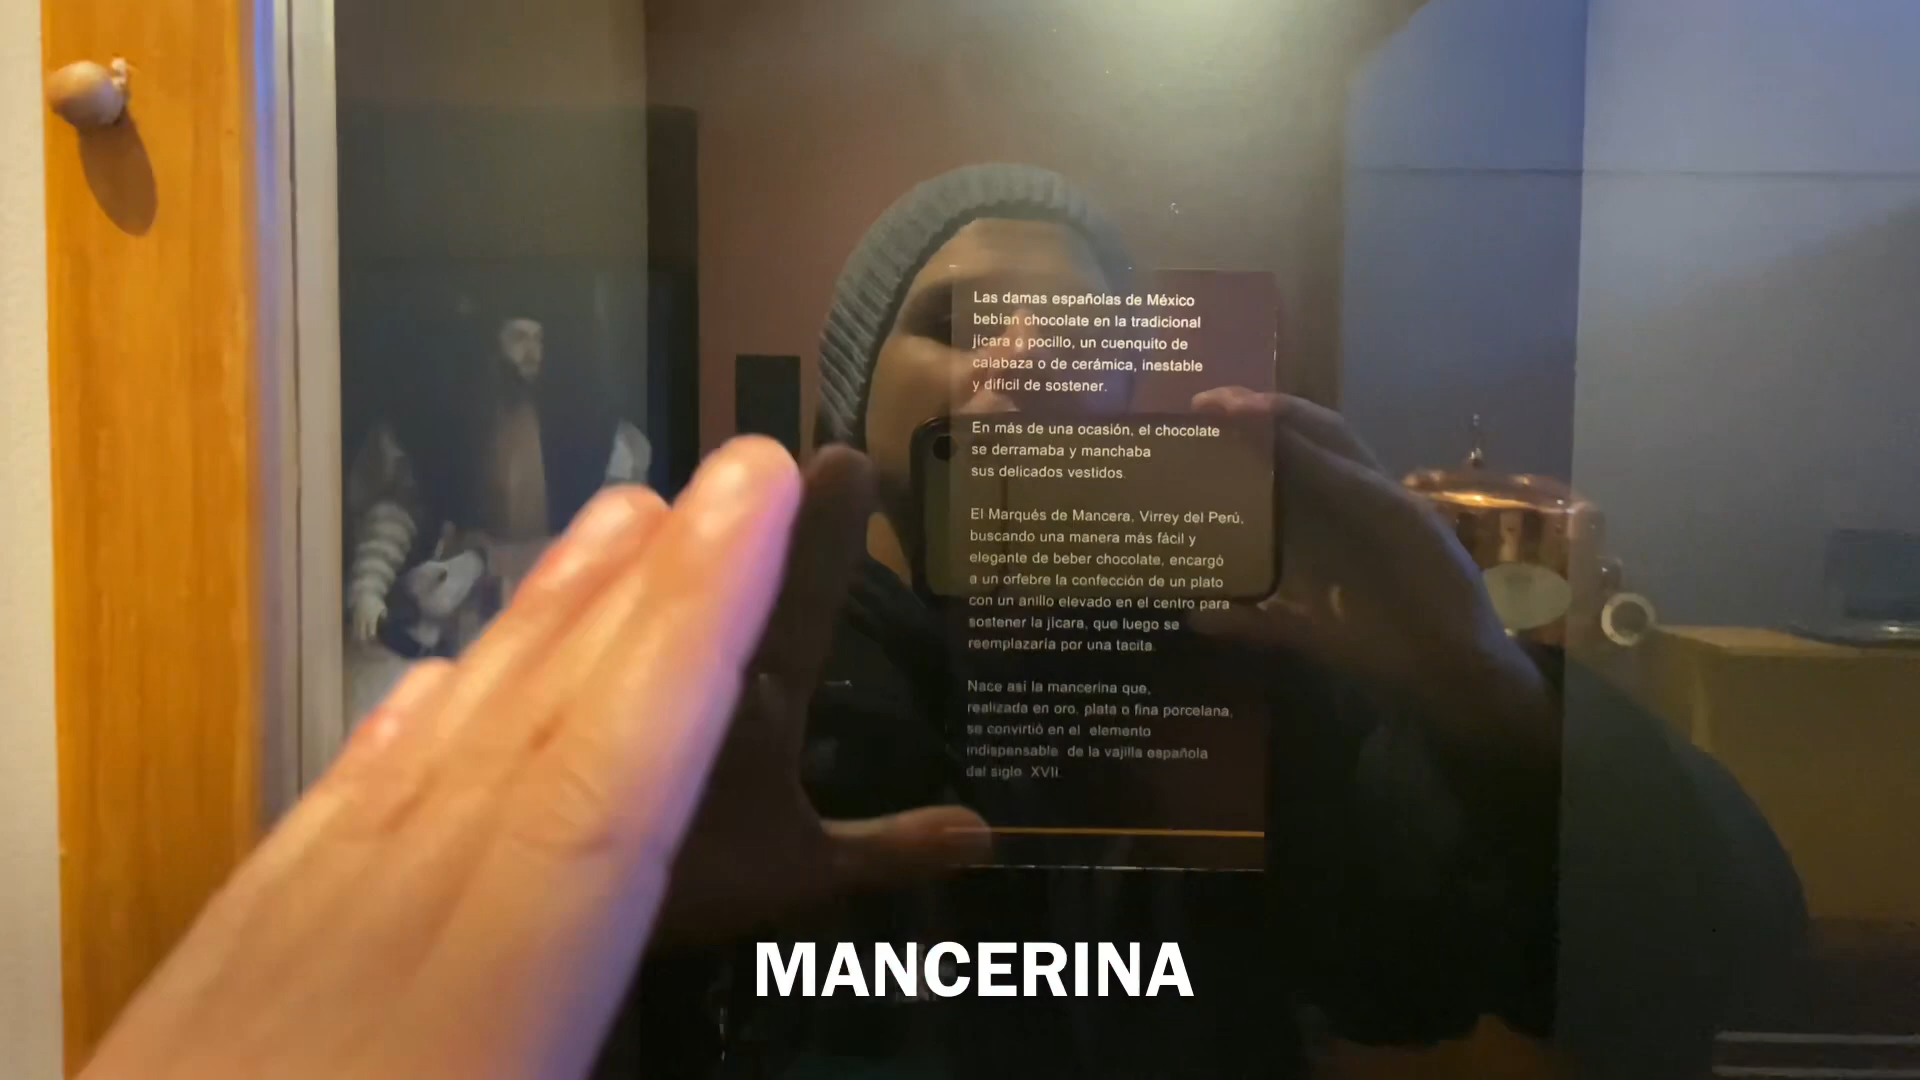 Las damas españolas de México
bebían chocolate en la tradicional
jícara o pocillo, un cuenquito de
calabaza o de cerámica, inestable
y difícil de sostener.
En más de una ocasión, el chocolate
se derramaba y manchaba
sus delicados vestidos.
El Marqués de Mancera, Virrey del Perú,
buscando una manera más fácil y
elegante de beber chocolate, encargó
a un orfebre la confección de un plato
con un anillo elevado en el centro para
sostener la jícara, que luego se
reemplazaría por una tacita.
Nace así la mancerina que,
realizada en oro, plata o fina porcelana,
se convirtió en el elemento
indispensable de la vajilla española
del siglo XVII.
MANCERINA